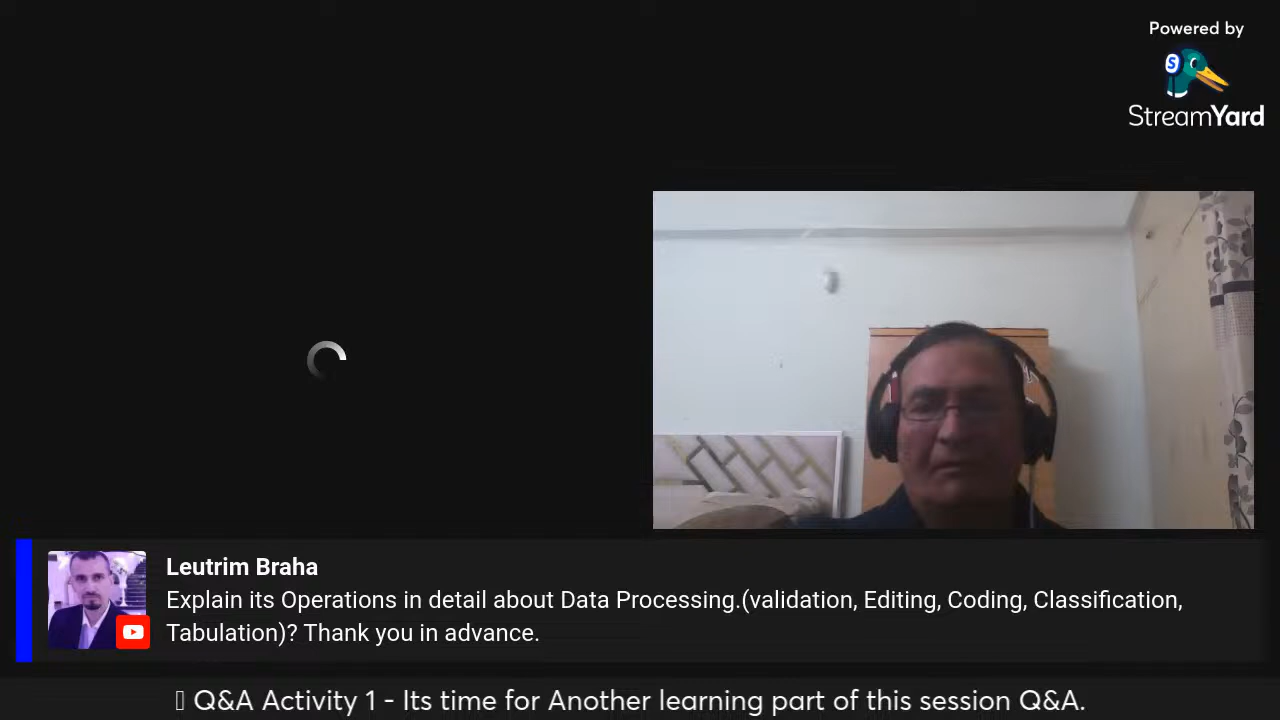 Powered by
StreamYard
Leutrim Braha
Explain its Operations in detail about Data Processing.(validation, Editing, Coding, Classification,
Tabulation)? Thank you in advance.
Q&A Activity 1 - Its time for Another learning part of this session Q&A.